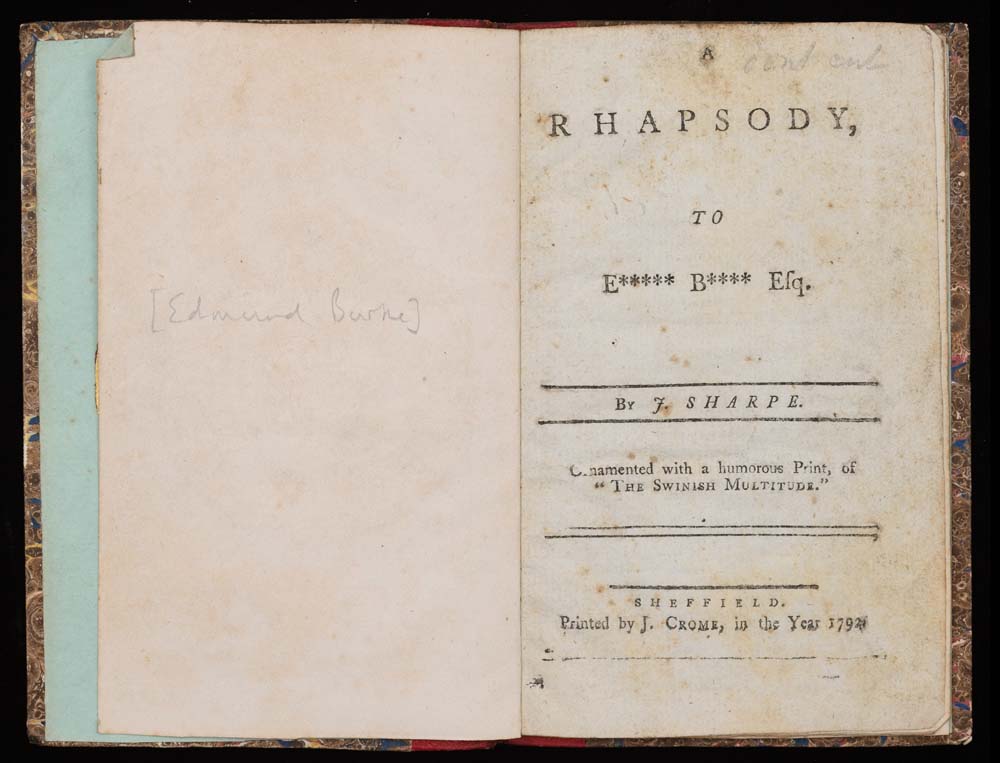 [Edmund Burke]
A
RHAPSODY,
TO
E***** B**** Eſq.
BY J. SHARPE.
Ornamented with a humorous Print, of
“ THE SWINISH MULTITUDE.”
SHEFFIELD.
Printed by J. CROME, in the Year 1792.